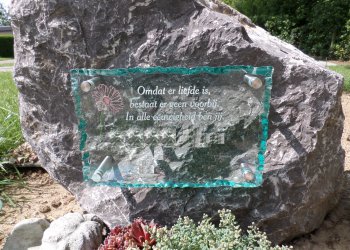 Omdat er liefde is,
bestaat er geen voorbij.
In alle eeuwigheid ben jij.